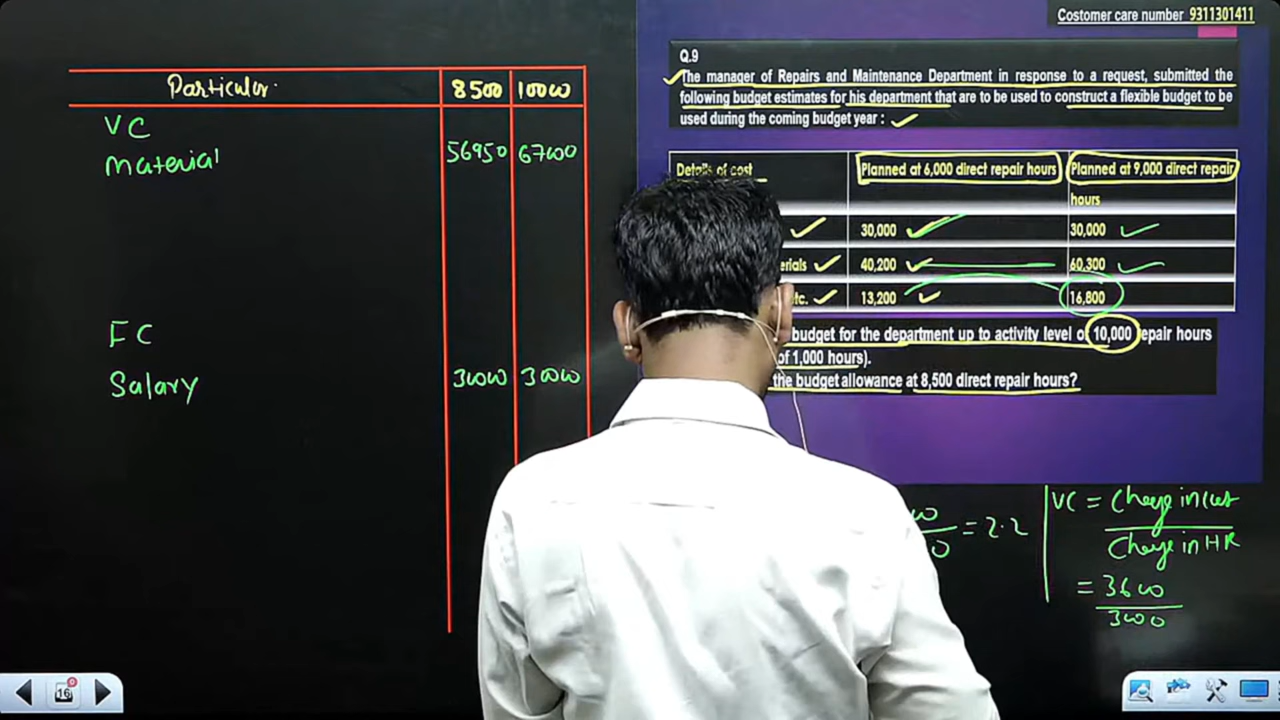 Costomer care number 9311301411
Particular 8500 10000
VC
Material 56950 67000
FC
Salary 30000 30000
Q.9
The manager of Repairs and Maintenance Department in response to a request, submitted the
following budget estimates for his department that are to be used to construct a flexible budget to be
used during the coming budget year :
Details of cost Planned at 6,000 direct repair hours Planned at 9,000 direct repair
hours
30,000 30,000
40,200 60,300
etc. 13,200 16,800
budget for the department up to activity level of 10,000 repair hours
of 1,000 hours).
the budget allowance at 8,500 direct repair hours?
= 2.2
VC = Change in Cost
Change in HR
= 3600
3000
16